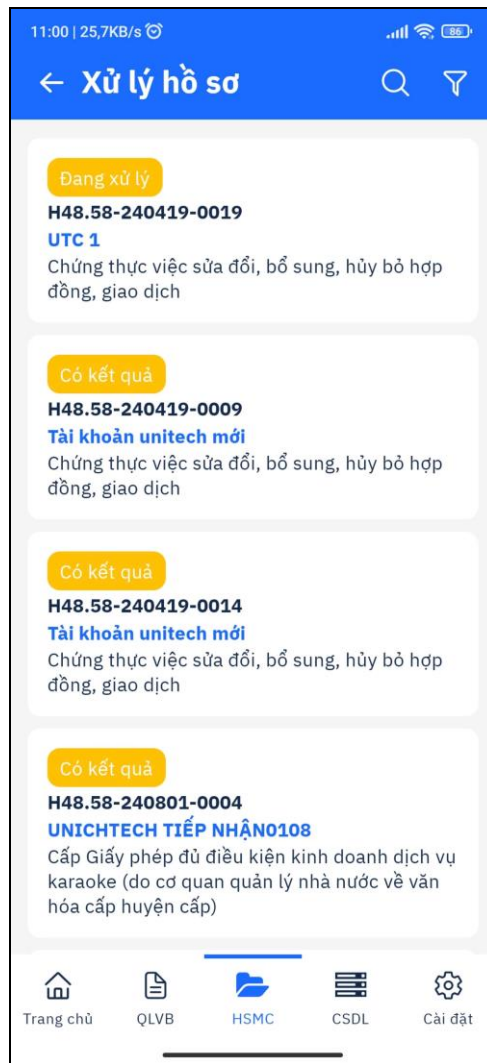 11:00 | 25,7KB/s
86
Xử lý hồ sơ
Đang xử lý
H48.58-240419-0019
UTC 1
Chứng thực việc sửa đổi, bổ sung, hủy bỏ hợp
đồng, giao dịch
Có kết quả
H48.58-240419-0009
Tài khoản unitech mới
Chứng thực việc sửa đổi, bổ sung, hủy bỏ hợp
đồng, giao dịch
Có kết quả
H48.58-240419-0014
Tài khoản unitech mới
Chứng thực việc sửa đổi, bổ sung, hủy bỏ hợp
đồng, giao dịch
Có kết quả
H48.58-240801-0004
UNICHTECH TIẾP NHẬN0108
Cấp Giấy phép đủ điều kiện kinh doanh dịch vụ
karaoke (do cơ quan quản lý nhà nước về văn
hóa cấp huyện cấp)
Trang chủ QLVB HSMC CSDL Cài đặt